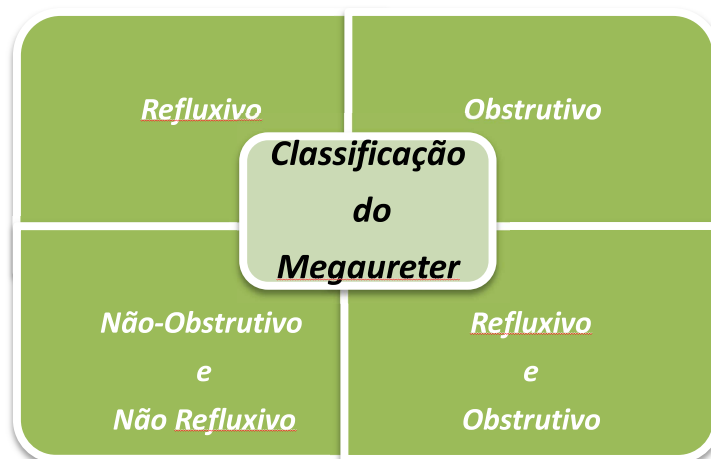 Refluxivo
Obstrutivo
Classificação
do
Megaureter
Não-Obstrutivo
e
Não Refluxivo
Refluxivo
e
Obstrutivo